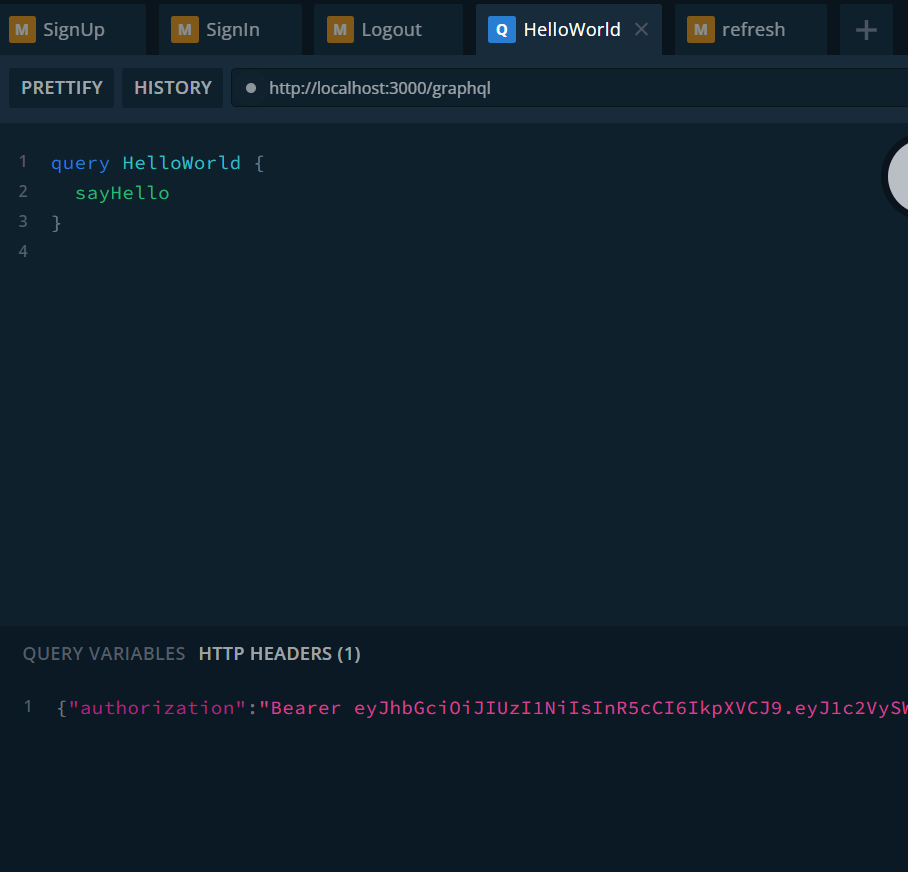 M SignUp M SignIn M Logout Q HelloWorld × M refresh +
PRETTIFY HISTORY http://localhost:3000/graphql
1 query HelloWorld {
2 sayHello
3 }
4
QUERY VARIABLES HTTP HEADERS (1)
1 {"authorization":"Bearer eyJhbGciOiJIUzI1NiIsInR5cCI6IkpXVCJ9.eyJ1c2VySW